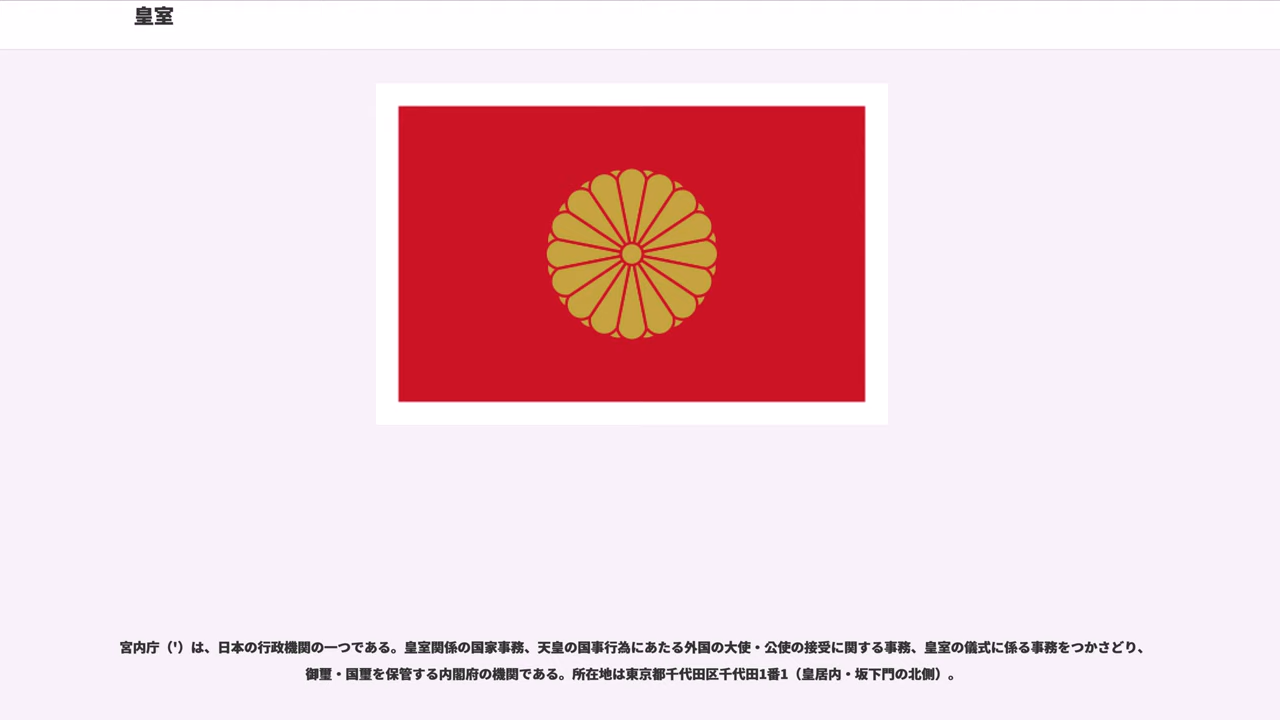 皇室
宮内庁（'）は、日本の行政機関の一つである。皇室関係の国家事務、天皇の国事行為にあたる外国の大使・公使の接受に関する事務、皇室の儀式に係る事務をつかさどり、
御璽・国璽を保管する内閣府の機関である。所在地は東京都千代田区千代田1番1（皇居内・坂下門の北側）。